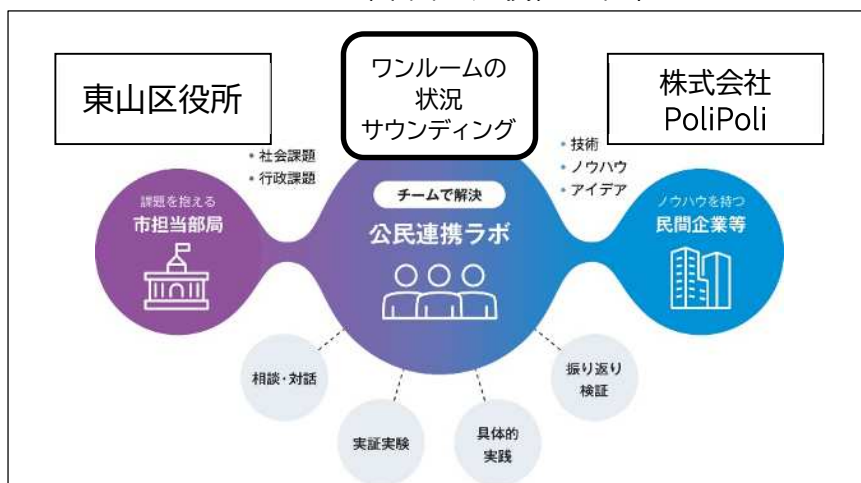 東山区役所
ワンルームの
状況
サウンディング
株式会社
PoliPoli
• 社会課題
• 行政課題
• 技術
• ノウハウ
• アイデア
課題を抱える
市担当部局
チームで解決
公民連携ラボ
ノウハウを持つ
民間企業等
相談・対話
実証実験
具体的
実践
振り返り
検証